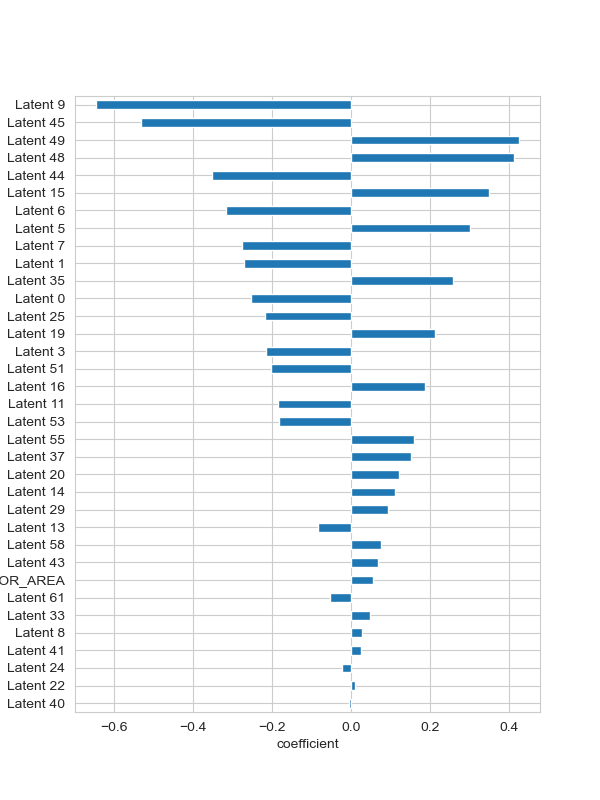 Latent 9
Latent 45
Latent 49
Latent 48
Latent 44
Latent 15
Latent 6
Latent 5
Latent 7
Latent 1
Latent 35
Latent 0
Latent 25
Latent 19
Latent 3
Latent 51
Latent 16
Latent 11
Latent 53
Latent 55
Latent 37
Latent 20
Latent 14
Latent 29
Latent 13
Latent 58
Latent 43
OR_AREA
Latent 61
Latent 33
Latent 8
Latent 41
Latent 24
Latent 22
Latent 40
−0.6 −0.4 −0.2 0.0 0.2 0.4
coefficient